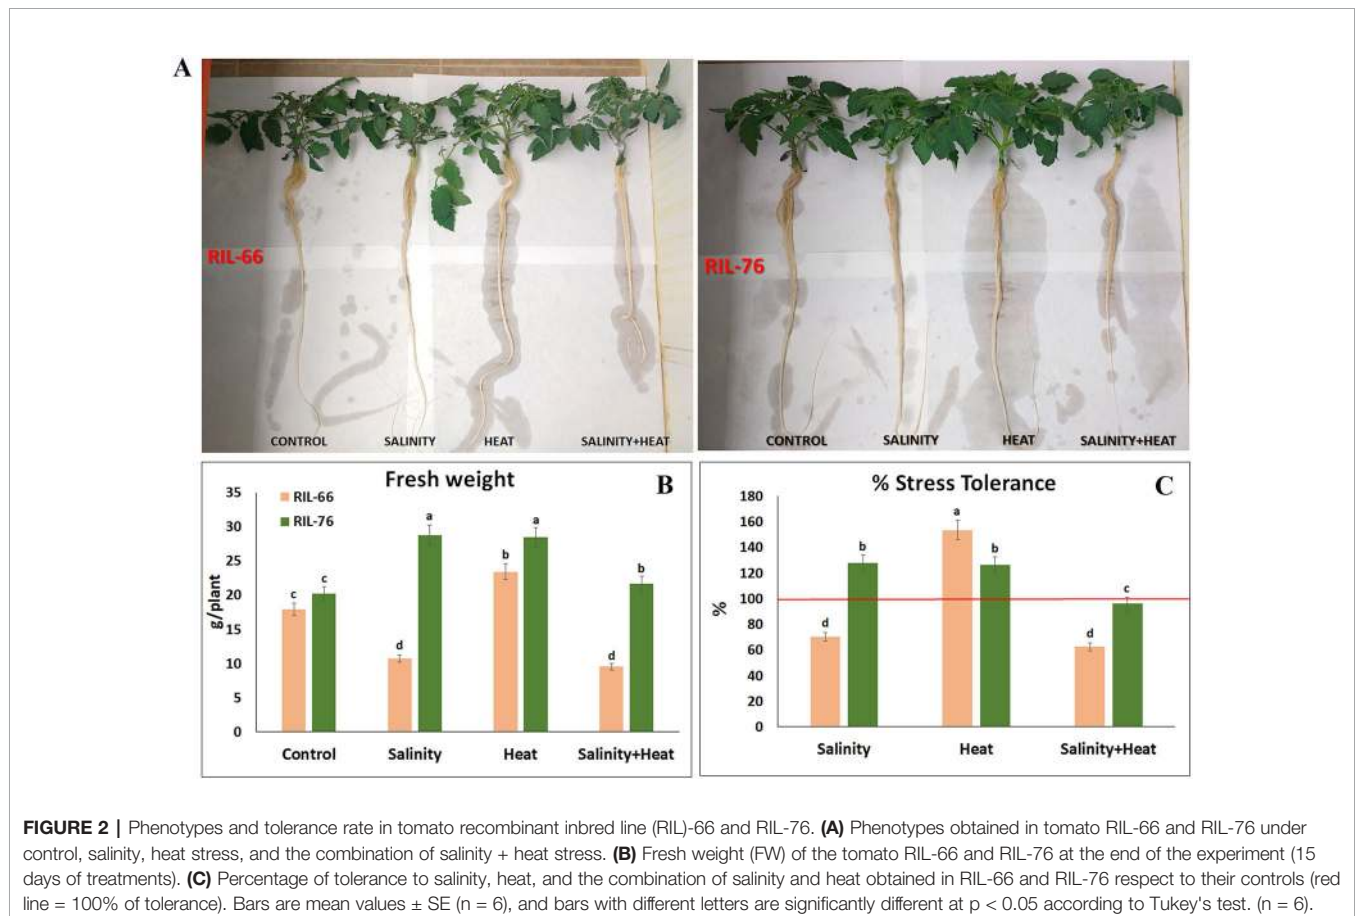 A
RIL-66
CONTROL SALINITY HEAT SALINITY+HEAT
RIL-76
CONTROL SALINITY HEAT SALINITY+HEAT
Fresh weight B
RIL-66
RIL-76
g/plant
35
30
25
20
15
10
5
0
c c d a b a d b
Control Salinity Heat Salinity+Heat
% Stress Tolerance C
%
180
160
140
120
100
80
60
40
20
0
d b a b d c
Salinity Heat Salinity+Heat
FIGURE 2 | Phenotypes and tolerance rate in tomato recombinant inbred line (RIL)-66 and RIL-76. (A) Phenotypes obtained in tomato RIL-66 and RIL-76 under
control, salinity, heat stress, and the combination of salinity + heat stress. (B) Fresh weight (FW) of the tomato RIL-66 and RIL-76 at the end of the experiment (15
days of treatments). (C) Percentage of tolerance to salinity, heat, and the combination of salinity and heat obtained in RIL-66 and RIL-76 respect to their controls (red
line = 100% of tolerance). Bars are mean values ± SE (n = 6), and bars with different letters are significantly different at p < 0.05 according to Tukey's test. (n = 6).